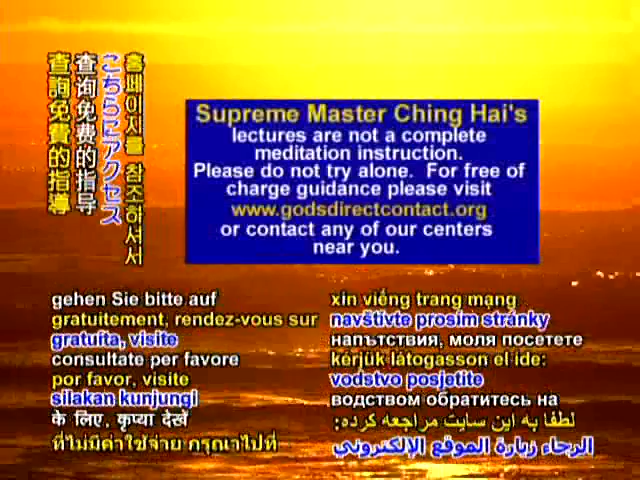 查詢免費的指導
查询免费的指导
こちらにアクセス
홈페이지를 참조하셔서
Supreme Master Ching Hai's
lectures are not a complete
meditation instruction.
Please do not try alone. For free of
charge guidance please visit
www.godsdirectcontact.org
or contact any of our centers
near you.
gehen Sie bitte auf
gratuitement, rendez-vous sur
gratuita, visite
consultate per favore
por favor, visite
silakan kunjungi
के लिए, कृप्या देखें
ที่ไม่มีค่าใช้จ่าย กรุณาไปที่
xin viếng trang mạng
navštivte prosím stránky
напътствия, моля посетете
kérjük látogasson el ide:
vodstvo posjetite
водством обратитесь на
لطفا به این سایت مراجعه کرده:
الرجاء زيارة الموقع الإلكتروني